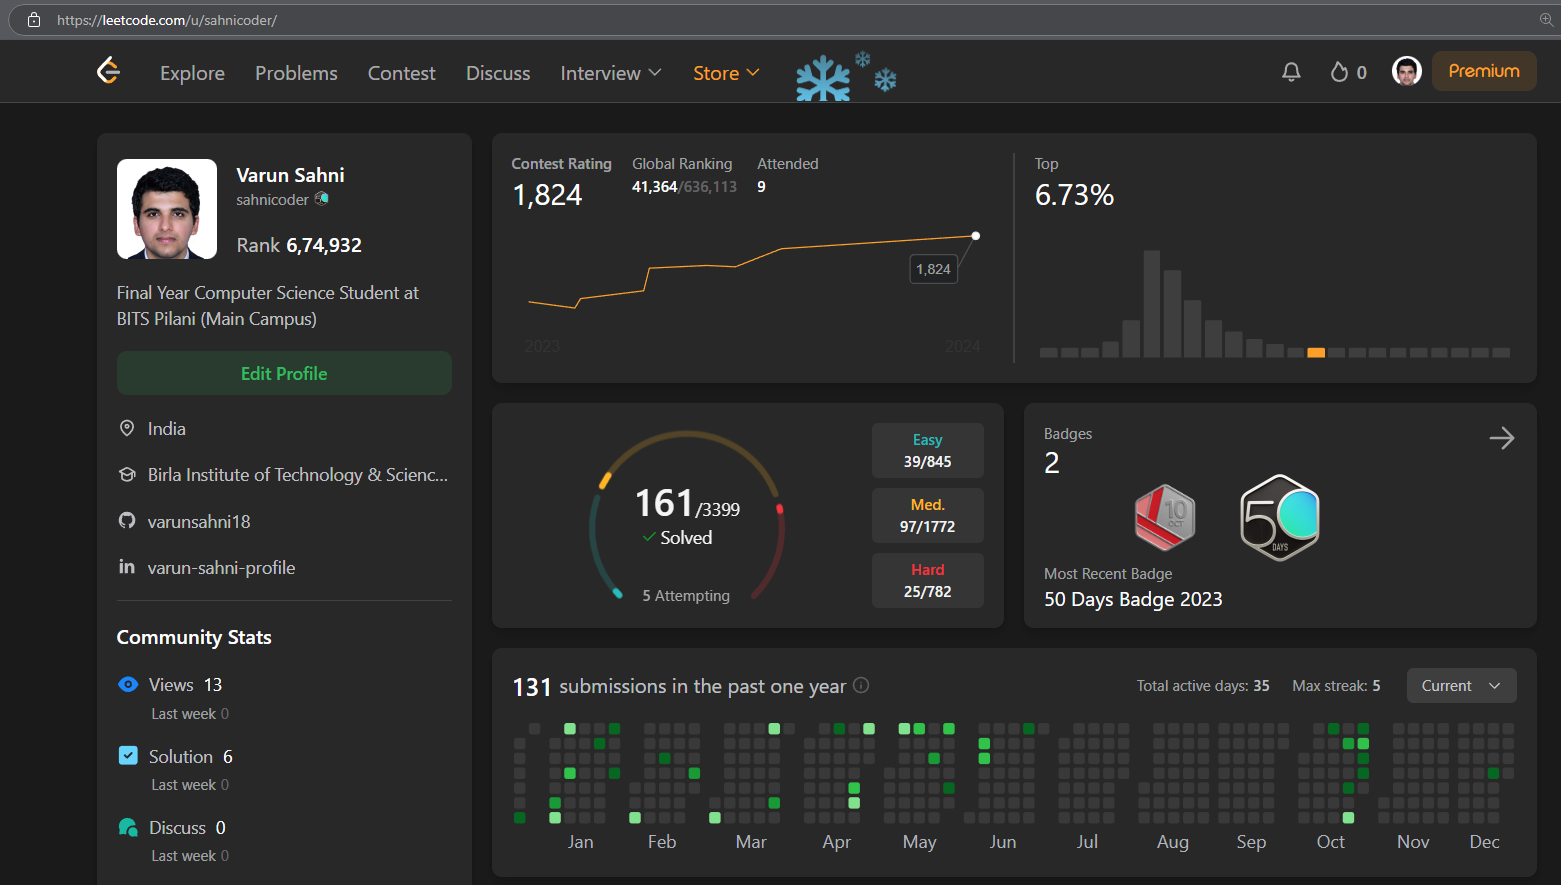 https://leetcode.com/u/sahnicoder/
Explore
Problems
Contest
Discuss
Interview
Store
0
Premium
Varun Sahni
sahnicoder
Rank 6,74,932
Final Year Computer Science Student at
BITS Pilani (Main Campus)
Edit Profile
India
Birla Institute of Technology & Scienc...
varunsahni18
in varun-sahni-profile
Community Stats
Views 13
Last week 0
Solution 6
Last week 0
Discuss 0
Last week 0
Contest Rating
1,824
Global Ranking
41,364/636,113
Attended
9
1,824
2023
2024
Top
6.73%
161/3399
Solved
5 Attempting
Easy
39/845
Med.
97/1772
Hard
25/782
Badges
2
10
OCT
50
DAYS
Most Recent Badge
50 Days Badge 2023
131 submissions in the past one year
Total active days: 35
Max streak: 5
Current
Jan
Feb
Mar
Apr
May
Jun
Jul
Aug
Sep
Oct
Nov
Dec